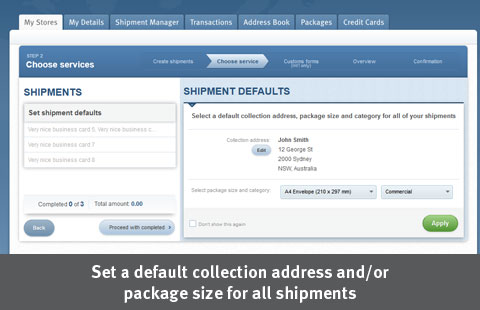 My Stores My Details Shipment Manager Transactions Address Book Packages Credit Cards
STEP 2
Choose services
Create shipments Choose service Customs forms Overview Confirmation
(INT only)
SHIPMENTS
Set shipment defaults
Very nice business card 5. Very nice business c...
Very nice business card 7
Very nice business card 8
Completed 0 of 3 Total amount: 0.00
Back Proceed with completed
SHIPMENT DEFAULTS
Select a default collection address, package size and category for all of your shipments
Collection address: John Smith
Edit 12 George St
2000 Sydney
NSW, Australia
Select package size and category: A4 Envelope (210 x 297 mm) Commercial
Don't show this again
Apply
Set a default collection address and/or
package size for all shipments